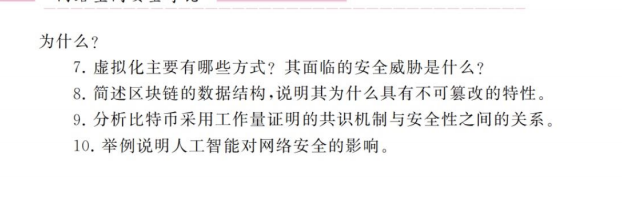 为什么?
7. 虚拟化主要有哪些方式? 其面临的安全威胁是什么?
8. 简述区块链的数据结构,说明其为什么具有不可篡改的特性。
9. 分析比特币采用工作量证明的共识机制与安全性之间的关系。
10. 举例说明人工智能对网络安全的影响。